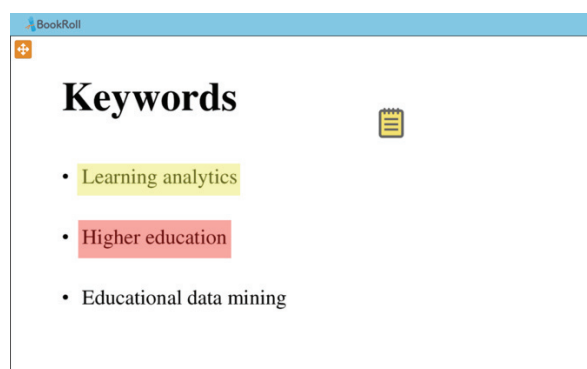 BookRoll
Keywords
• Learning analytics
• Higher education
• Educational data mining